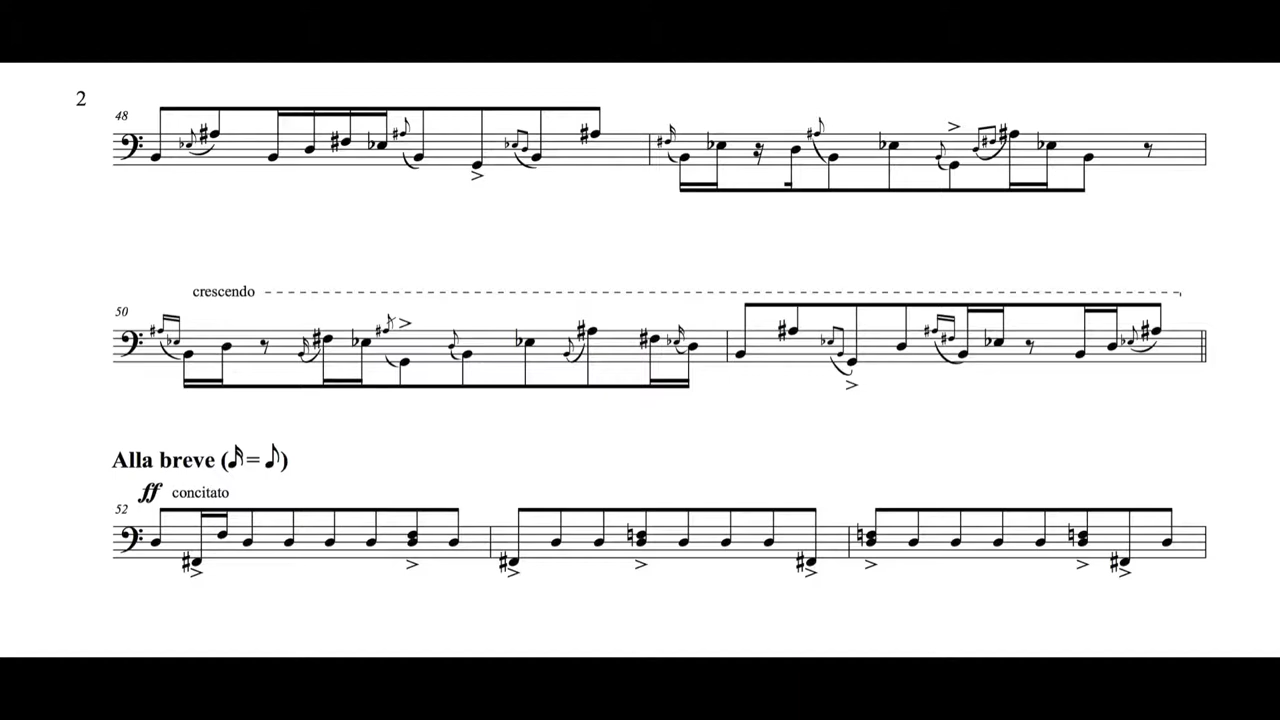 2
48
crescendo
50
Alla breve (𝅘𝅥𝅯 = 𝅘𝅥𝅮)
ff concitato
52